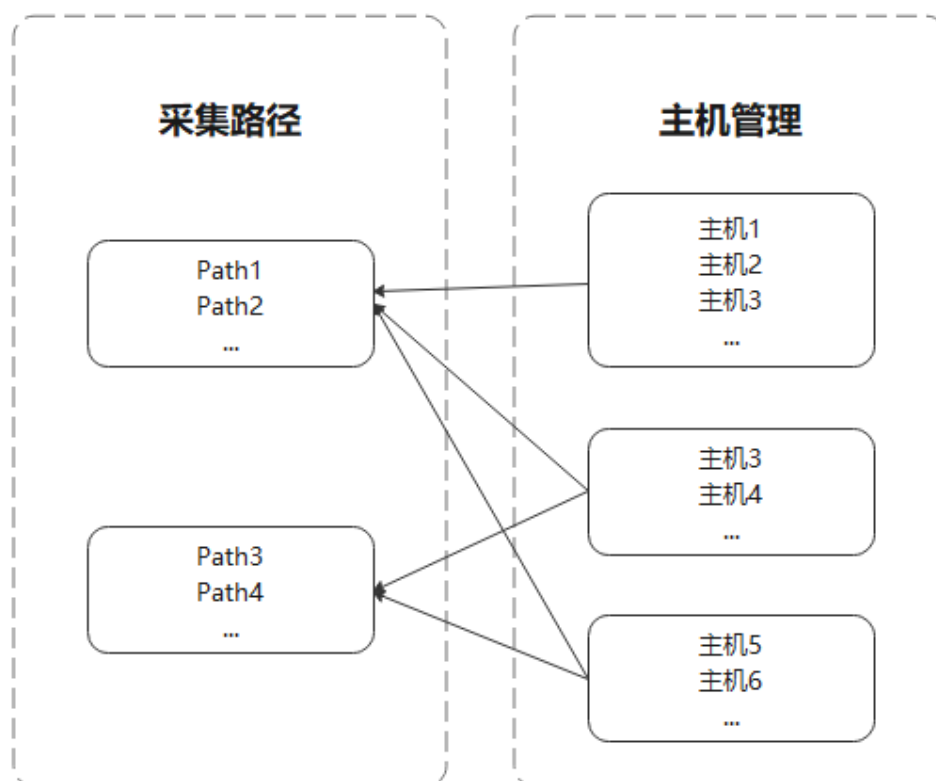 采集路径
Path1
Path2
...
Path3
Path4
...
主机管理
主机1
主机2
主机3
...
主机3
主机4
...
主机5
主机6
...